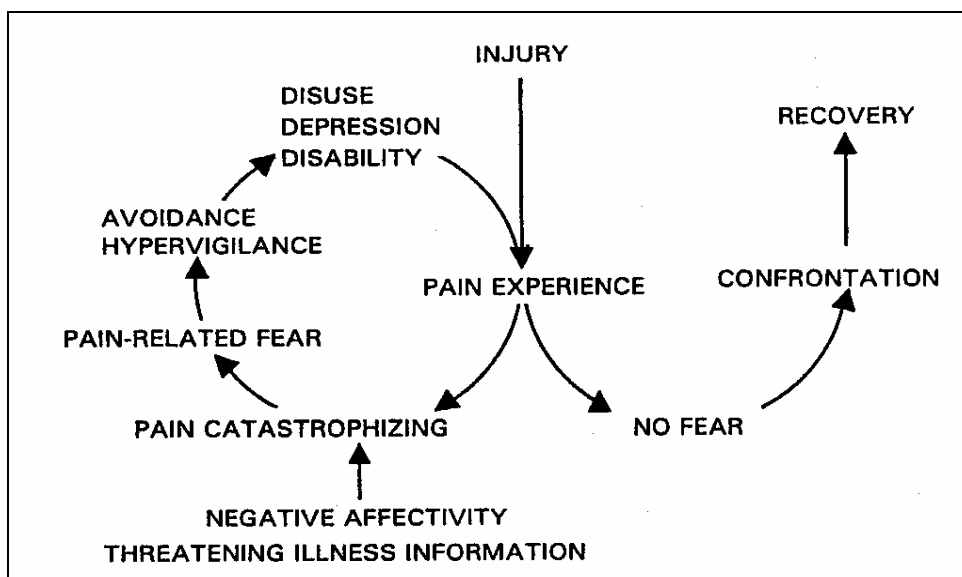 INJURY
DISUSE
DEPRESSION
DISABILITY
RECOVERY
AVOIDANCE
HYPERVIGILANCE
PAIN EXPERIENCE
CONFRONTATION
PAIN-RELATED FEAR
PAIN CATASTROPHIZING
NO FEAR
NEGATIVE AFFECTIVITY
THREATENING ILLNESS INFORMATION